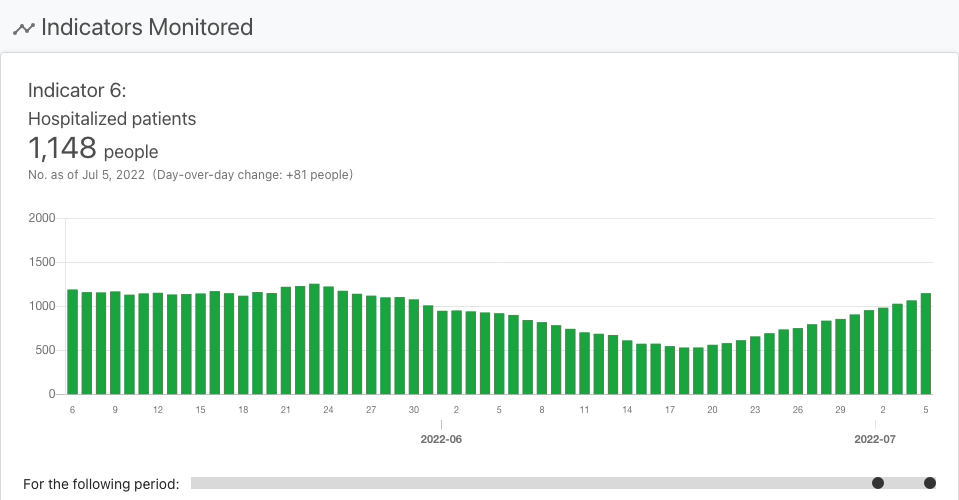 Indicators Monitored
Indicator 6:
Hospitalized patients
1,148 people
No. as of Jul 5, 2022 (Day-over-day change: +81 people)
2000
1500
1000
500
0
6 9 12 15 18 21 24 27 30 2 5 8 11 14 17 20 23 26 29 2 5
2022-06 2022-07
For the following period: